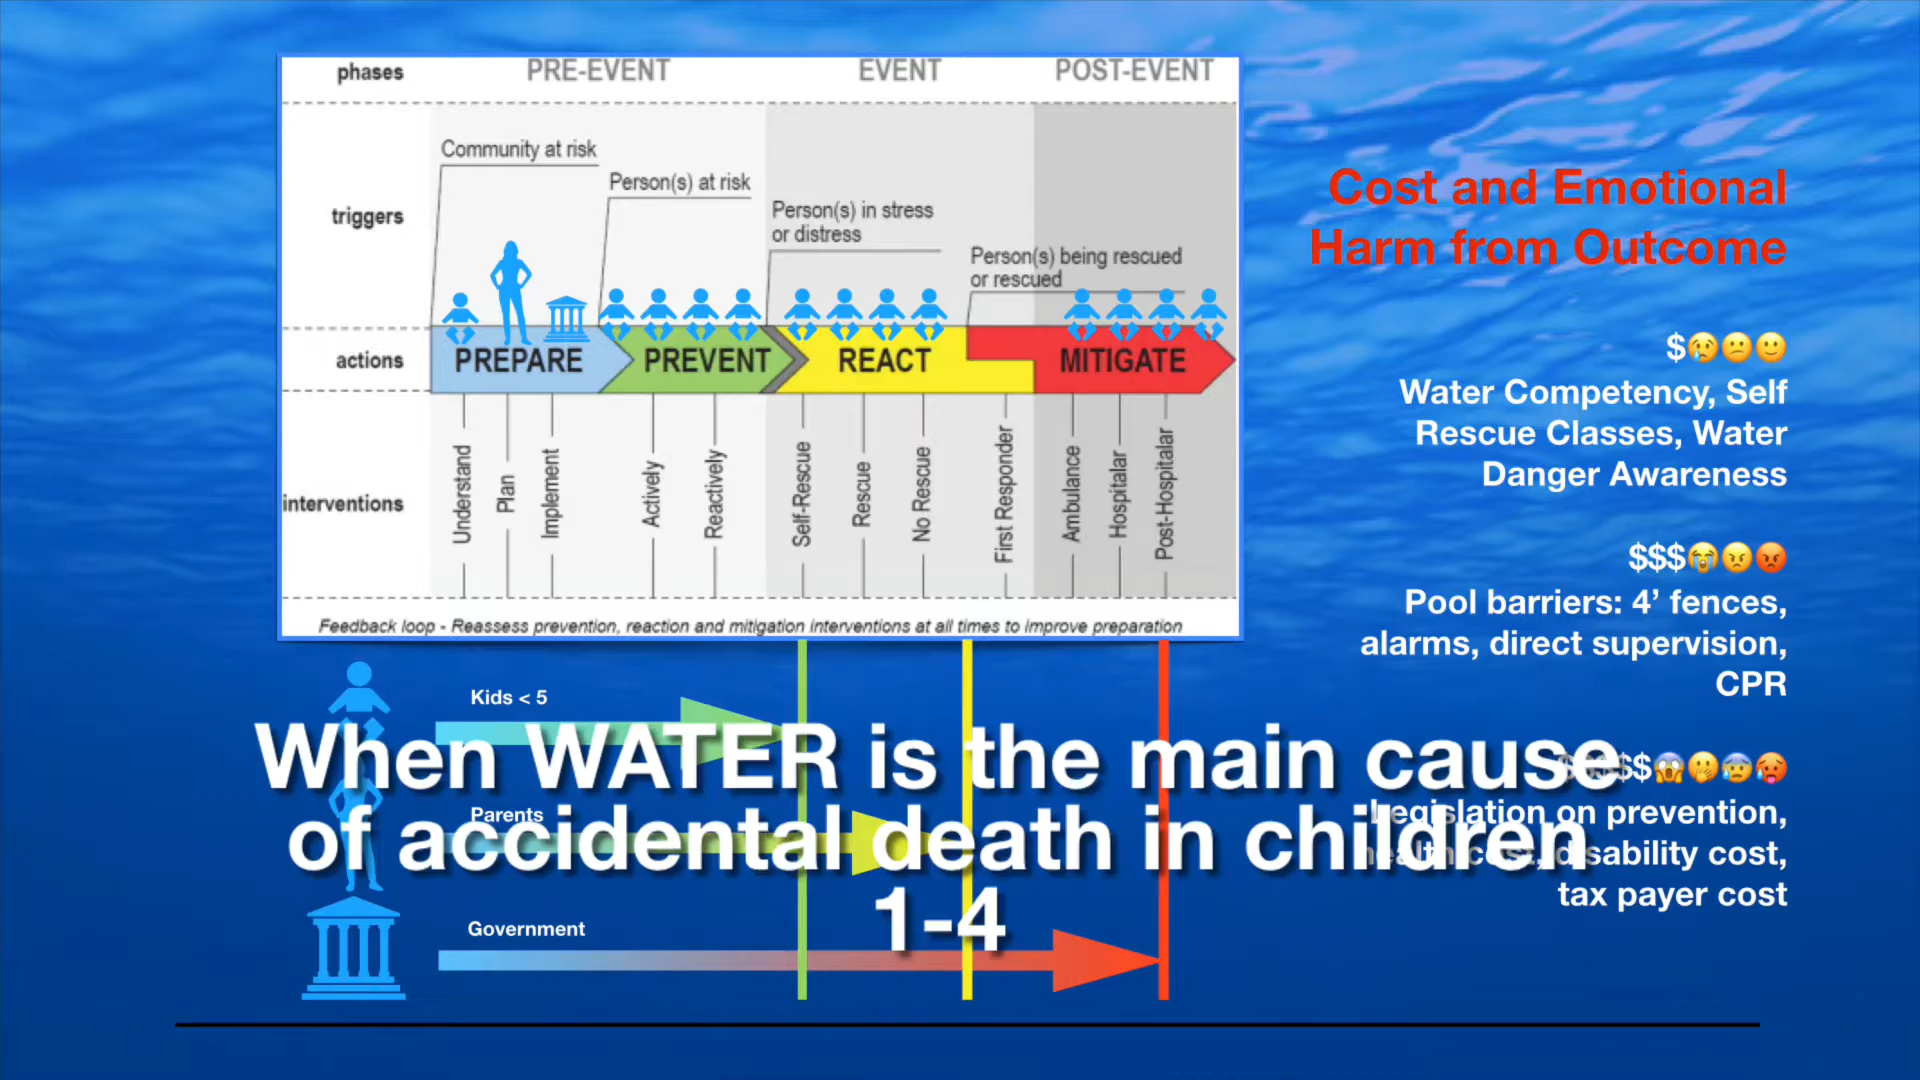 phases PRE-EVENT EVENT POST-EVENT
Community at risk
Person(s) at risk
triggers
Person(s) in stress
or distress
Person(s) being rescued
or rescued
actions PREPARE PREVENT REACT MITIGATE
interventions
Understand
Plan
Implement
Actively
Reactively
Self-Rescue
Rescue
No Rescue
First Responder
Ambulance
Hospitalar
Post-Hospitalar
Feedback loop - Reassess prevention, reaction and mitigation interventions at all times to improve preparation
Cost and Emotional
Harm from Outcome
$😢😕🙂
Water Competency, Self
Rescue Classes, Water
Danger Awareness
$$$😭😠😡
Pool barriers: 4’ fences,
alarms, direct supervision,
CPR
$$$$$😱🤭😰🥵
Legislation on prevention,
health cost, disability cost,
tax payer cost
Kids < 5
Parents
Government
When WATER is the main cause
of accidental death in children
1-4